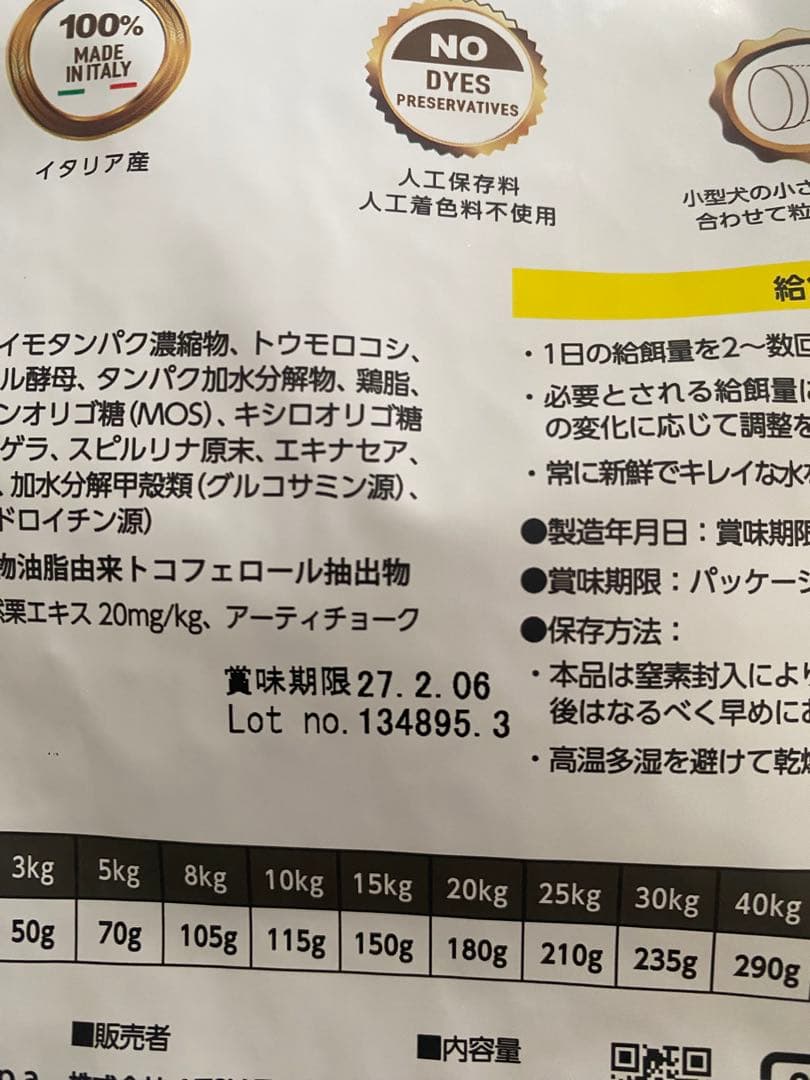 100%
MADE
IN ITALY
イタリア産
NO
DYES
PRESERVATIVES
人工保存料
人工着色料不使用
小型犬の小さ
合わせて粒
イモタンパク濃縮物、トウモロコシ、
ル酵母、タンパク加水分解物、鶏脂、
ンオリゴ糖(MOS)、キシロオリゴ糖
ゲラ、スピルリナ原末、エキナセア、
、加水分解甲殻類(グルコサミン源)、
ドロイチン源)
物油脂由来トコフェロール抽出物
栗エキス 20mg/kg、アーティチョーク
賞味期限27.2.06
Lot no.134895.3
給
・1日の給餌量を2〜数回
・必要とされる給餌量に
の変化に応じて調整を
・常に新鮮でキレイな水
●製造年月日：賞味期限
●賞味期限：パッケージ
●保存方法：
・本品は窒素封入により
後はなるべく早めにお
・高温多湿を避けて乾燥
3kg 5kg 8kg 10kg 15kg 20kg 25kg 30kg 40kg
50g 70g 105g 115g 150g 180g 210g 235g 290g
■販売者
■内容量